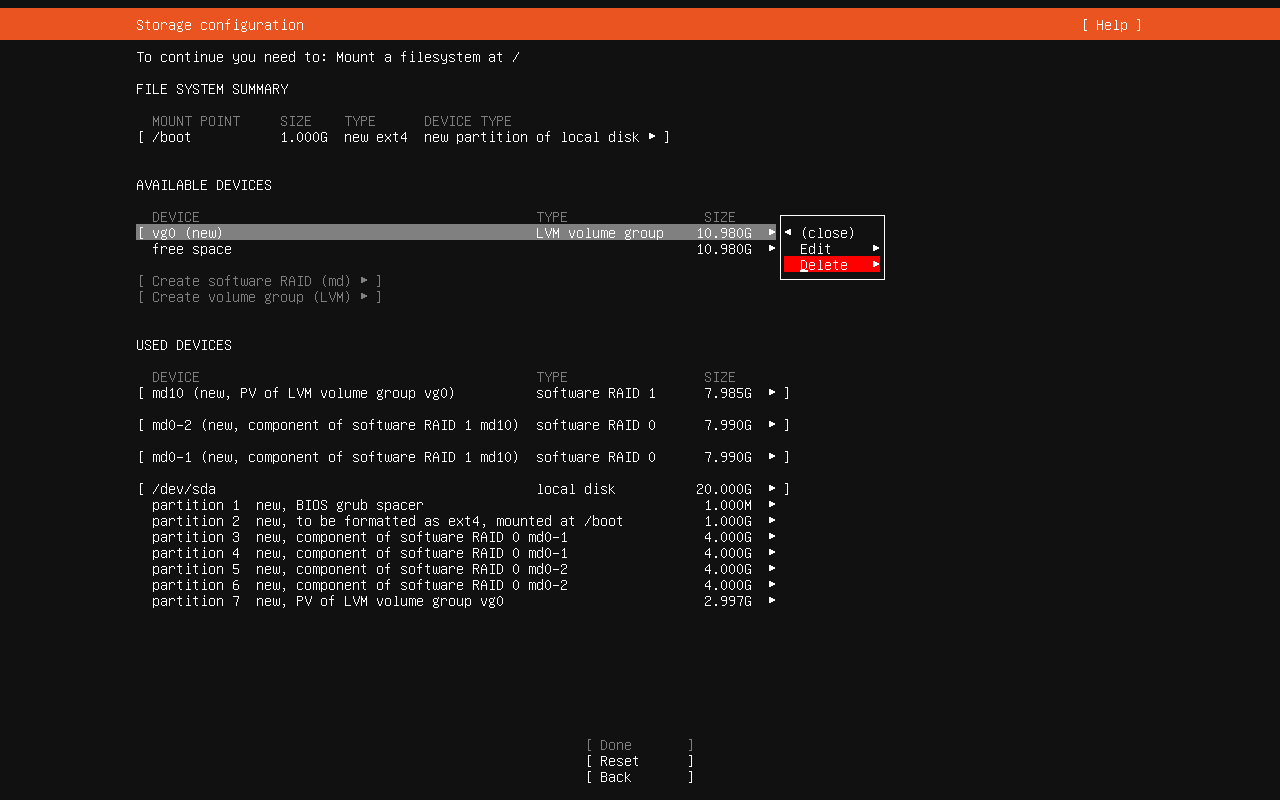 Storage configuration [ Help ]
To continue you need to: Mount a filesystem at /
FILE SYSTEM SUMMARY
MOUNT POINT SIZE TYPE DEVICE TYPE
[ /boot 1.000G new ext4 new partition of local disk ▸ ]
AVAILABLE DEVICES
DEVICE TYPE SIZE
[ vg0 (new) LVM volume group 10.980G ▸ ◂ (close)
free space 10.980G ▸ Edit ▸
Delete ▸
[ Create software RAID (md) ▸ ]
[ Create volume group (LVM) ▸ ]
USED DEVICES
DEVICE TYPE SIZE
[ md10 (new, PV of LVM volume group vg0) software RAID 1 7.985G ▸ ]
[ md0-2 (new, component of software RAID 1 md10) software RAID 0 7.990G ▸ ]
[ md0-1 (new, component of software RAID 1 md10) software RAID 0 7.990G ▸ ]
[ /dev/sda local disk 20.000G ▸ ]
partition 1 new, BIOS grub spacer 1.000M ▸
partition 2 new, to be formatted as ext4, mounted at /boot 1.000G ▸
partition 3 new, component of software RAID 0 md0-1 4.000G ▸
partition 4 new, component of software RAID 0 md0-1 4.000G ▸
partition 5 new, component of software RAID 0 md0-2 4.000G ▸
partition 6 new, component of software RAID 0 md0-2 4.000G ▸
partition 7 new, PV of LVM volume group vg0 2.997G ▸
[ Done ]
[ Reset ]
[ Back ]